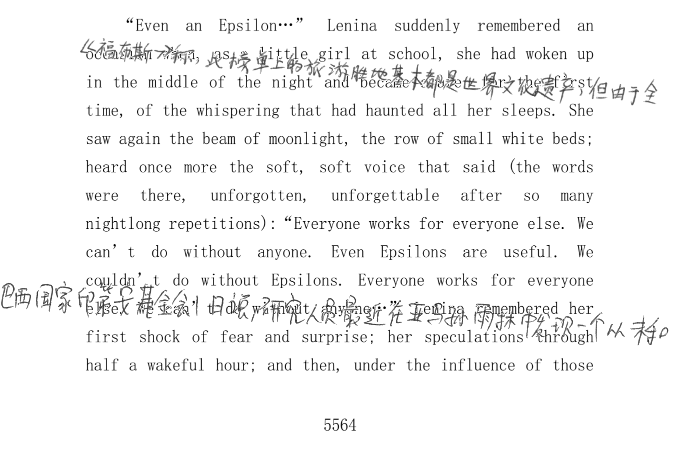 “Even an Epsilon…” Lenina suddenly remembered an
《福布斯》称，此榜单上的旅游胜地基本都是世界文化遗产，但由于全
as a little girl at school, she had woken up
in the middle of the night and became aware, for the first
time, of the whispering that had haunted all her sleeps. She
saw again the beam of moonlight, the row of small white beds;
heard once more the soft, soft voice that said (the words
were there, unforgotten, unforgettable after so many
nightlong repetitions): “Everyone works for everyone else. We
can’t do without anyone. Even Epsilons are useful. We
couldn’t do without Epsilons. Everyone works for everyone
巴西国家印第安基金会1日说，研究人员最近在亚马孙雨林中发现一个从未和
else. We can’t do without anyone…” Lenina remembered her
first shock of fear and surprise; her speculations through
half a wakeful hour; and then, under the influence of those
5564